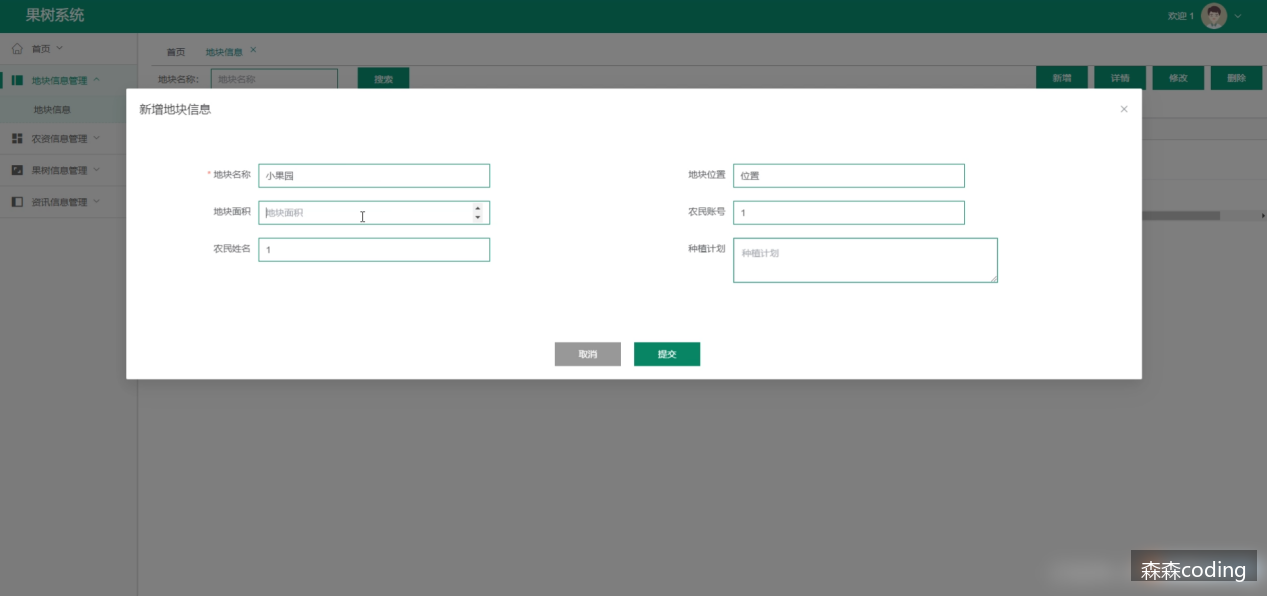 果树系统
欢迎 1
首页
地块信息管理
地块信息
农资信息管理
果树信息管理
资讯信息管理
首页 地块信息 ×
地块名称： 地块名称 搜索 新增 详情 修改 删除
新增地块信息 ×
* 地块名称 小果园 地块位置 位置
地块面积 地块面积 农民账号 1
农民姓名 1 种植计划 种植计划
取消 提交
森森coding